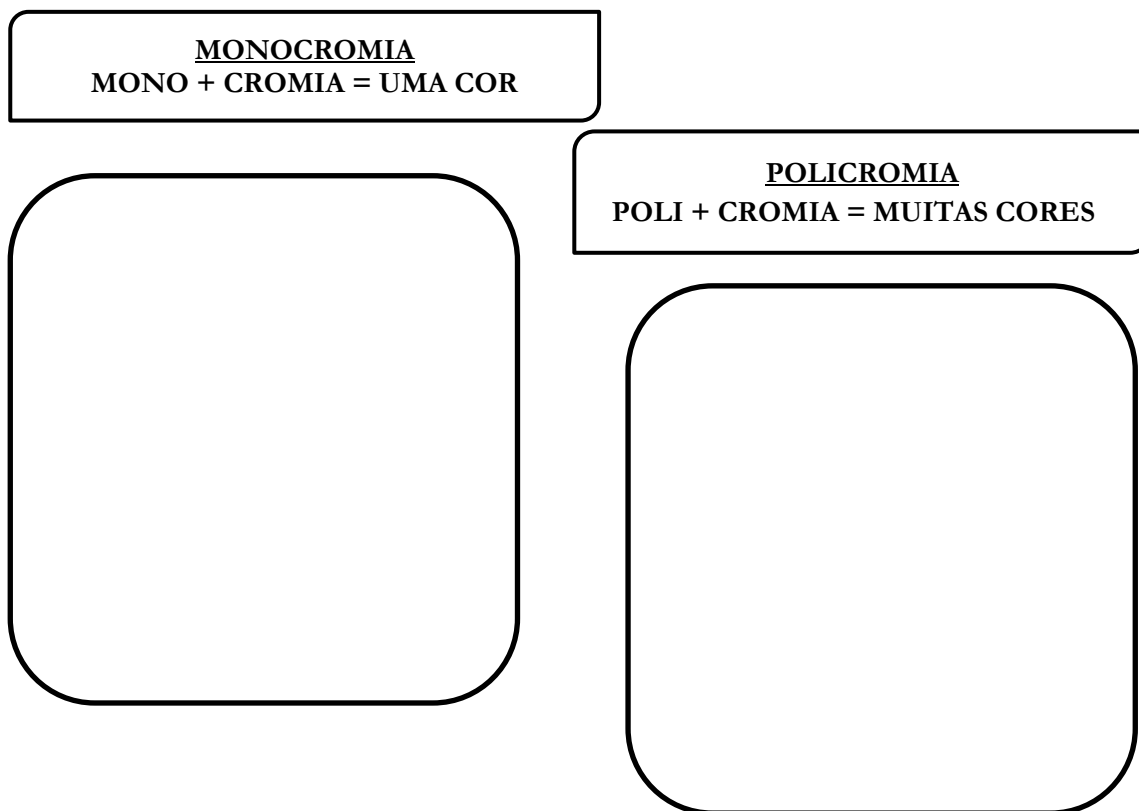 MONOCROMIA
MONO + CROMIA = UMA COR
POLICROMIA
POLI + CROMIA = MUITAS CORES